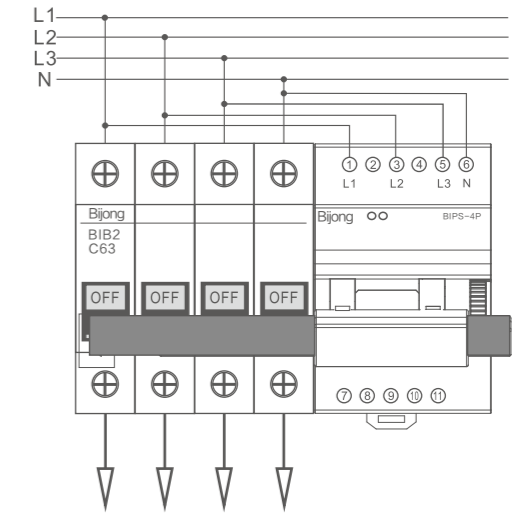 L1
L2
L3
N
① ② ③ ④ ⑤ ⑥
L1 L2 L3 N
Bijong
BIB2
C63
Bijong
BIPS-4P
OFF OFF OFF OFF
⑦ ⑧ ⑨ ⑩ ⑪